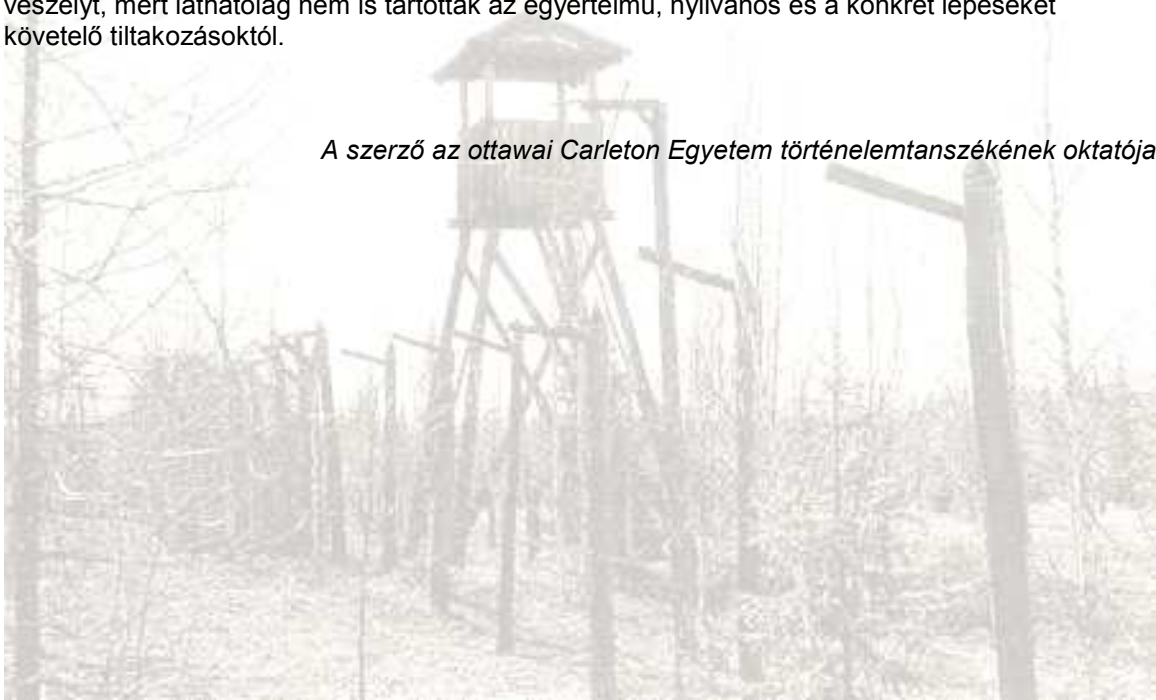 veszélyt, mert láthatólag nem is tartottak az egyértelmű, nyilvános és a konkrét lépéseket
követelő tiltakozásoktól.
A szerző az ottawai Carleton Egyetem történelemtanszékének oktatója